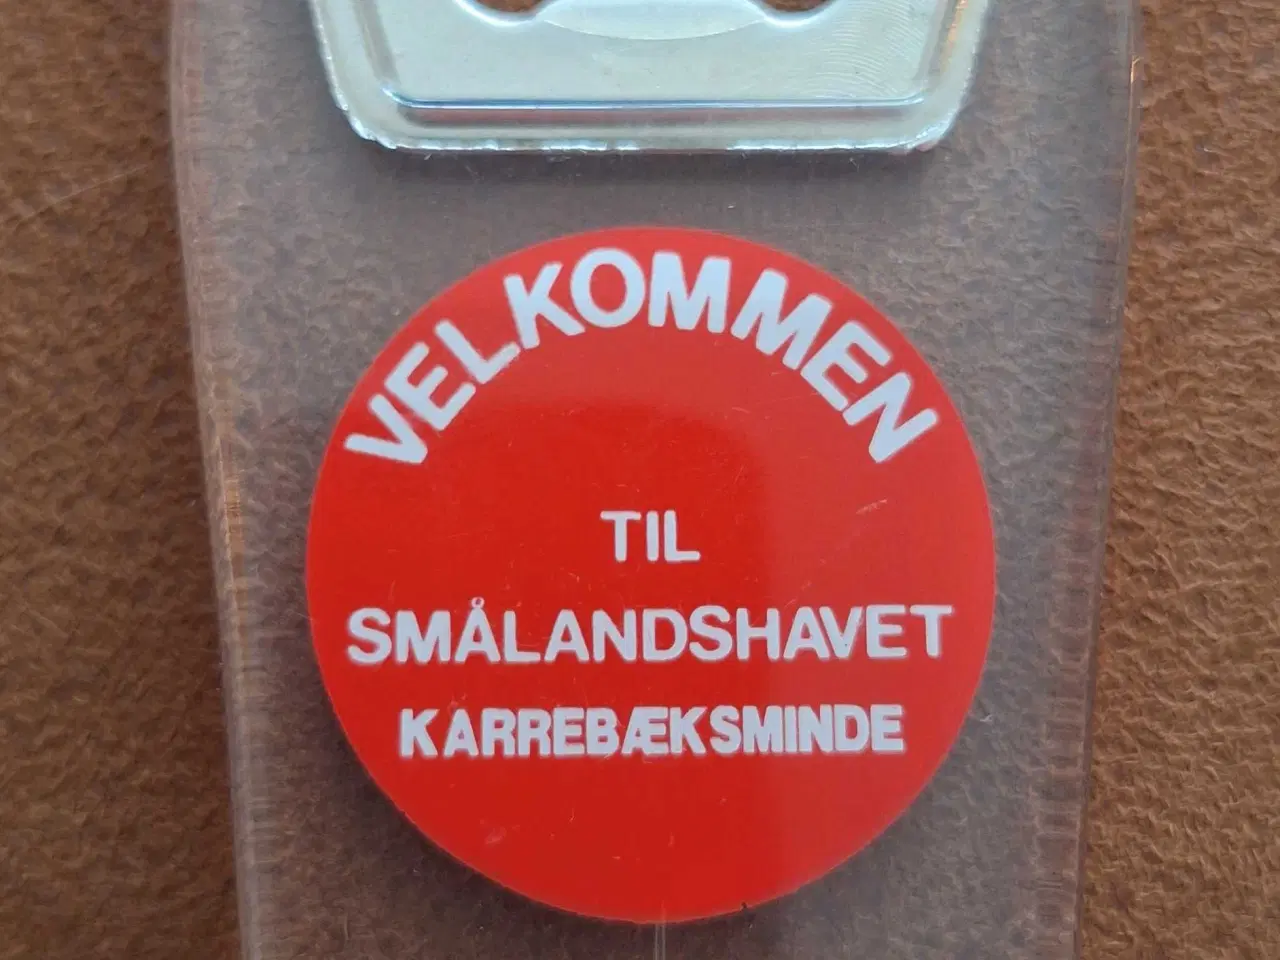 VELKOMMEN
TIL
SMÅLANDSHAVET
KARREBÆKSMINDE